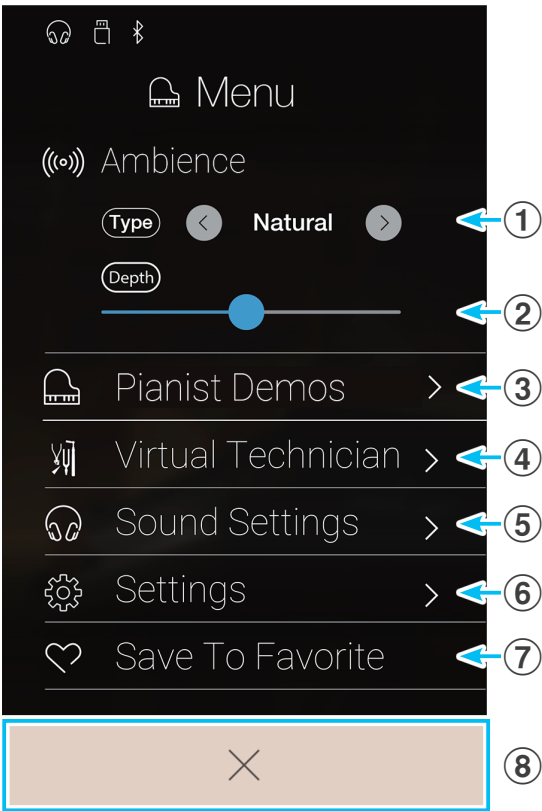 Menu
Ambience
Type Natural ①
Depth
②
Pianist Demos ③
Virtual Technician ④
Sound Settings ⑤
Settings ⑥
Save To Favorite ⑦
⑧